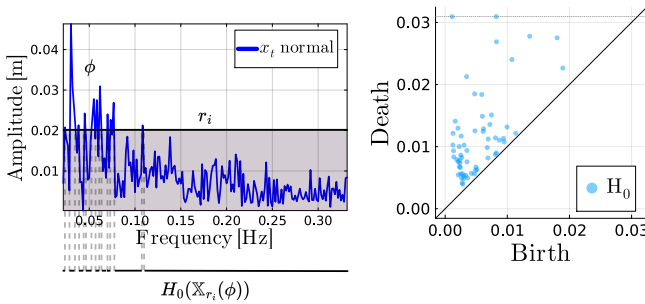 Amplitude [m]
0.04
0.03
0.02
0.01
ϕ
x_t normal
r_i
0.05 0.10 0.15 0.20 0.25 0.30
Frequency [Hz]
H_0(𝕏_{r_i}(ϕ))
Death
0.03
0.02
0.01
0.00
H_0
0.00 0.01 0.02 0.03
Birth